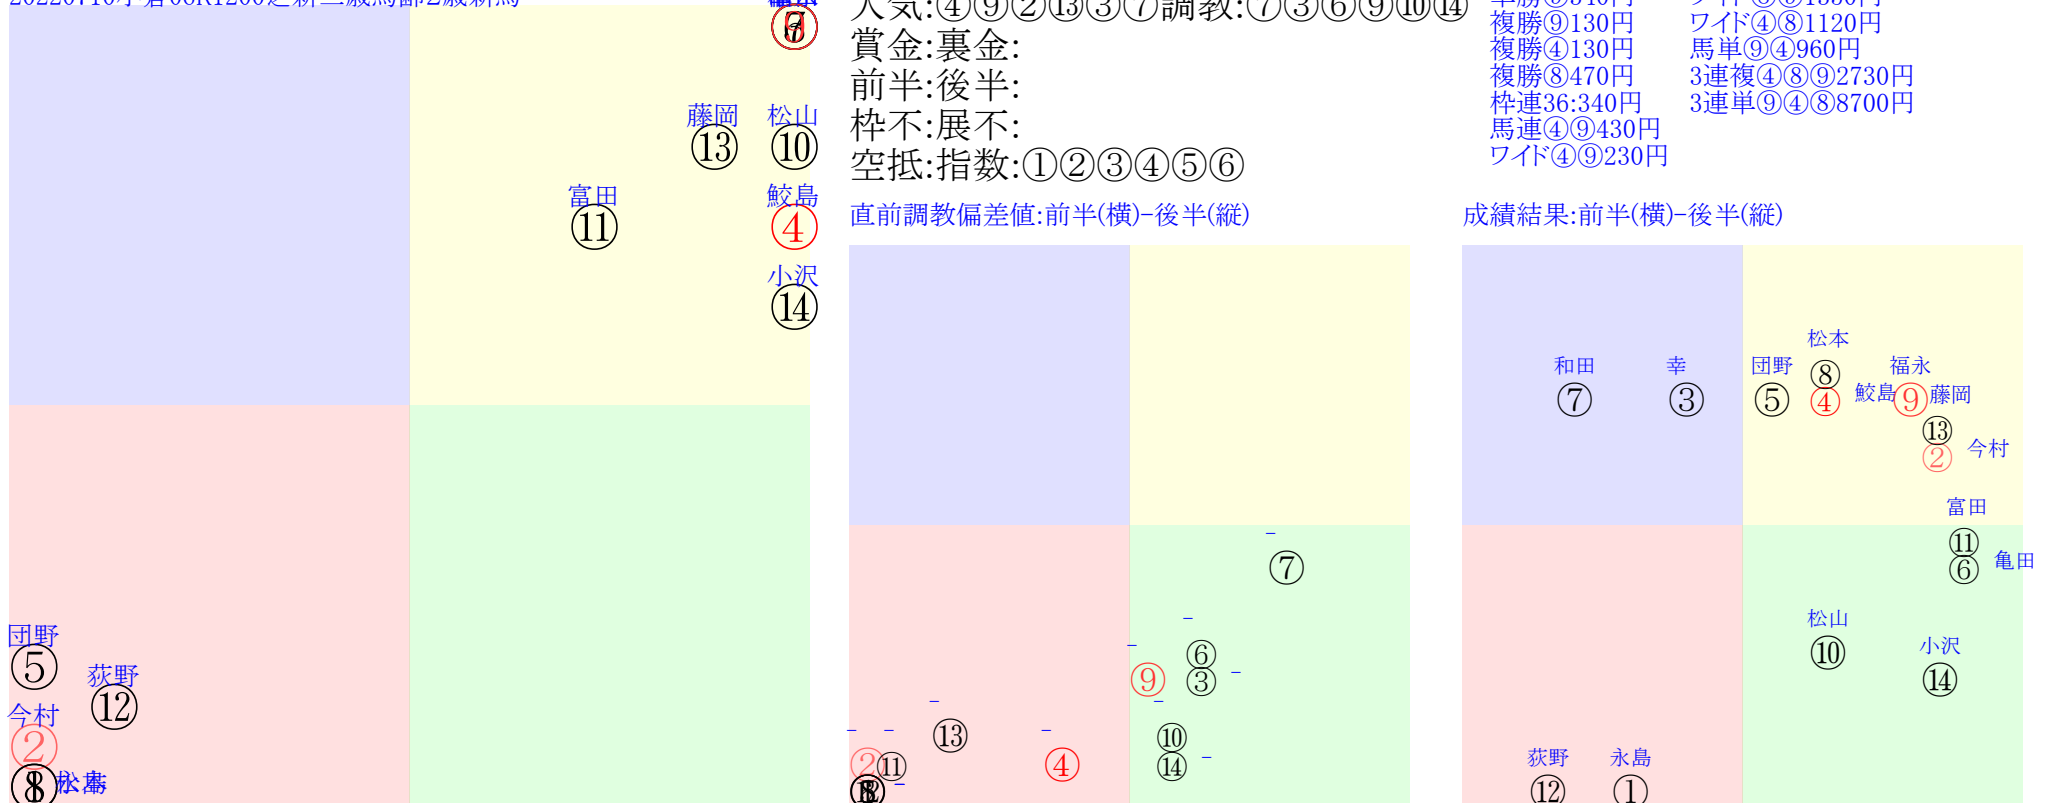 人気:④⑨②⑬③⑦調教:⑦③⑥⑨⑩⑭
賞金:裏金:
前半:後半:
枠不:展不:
空抵:指数:①②③④⑤⑥
複勝⑨130円
複勝④130円
複勝⑧470円
枠連36:340円
馬連④⑨430円
ワイド④⑨230円
ワイド④⑧1120円
馬単⑨④960円
3連複④⑧⑨2730円
3連単⑨④⑧8700円
藤岡
⑬
松山
⑩
富田
⑪
鮫島
④
小沢
⑭
団野
⑤
荻野
⑫
今村
②
直前調教偏差値:前半(横)-後半(縦)
⑦
⑥
③
⑨
⑬
⑩
④
⑭
②
⑪
成績結果:前半(横)-後半(縦)
松本
⑧
和田
⑦
幸
③
団野
⑤
④
鮫島
福永
⑨
藤岡
⑬
②
今村
富田
⑪
⑥
亀田
松山
⑩
小沢
⑭
荻野
⑫
永島
①